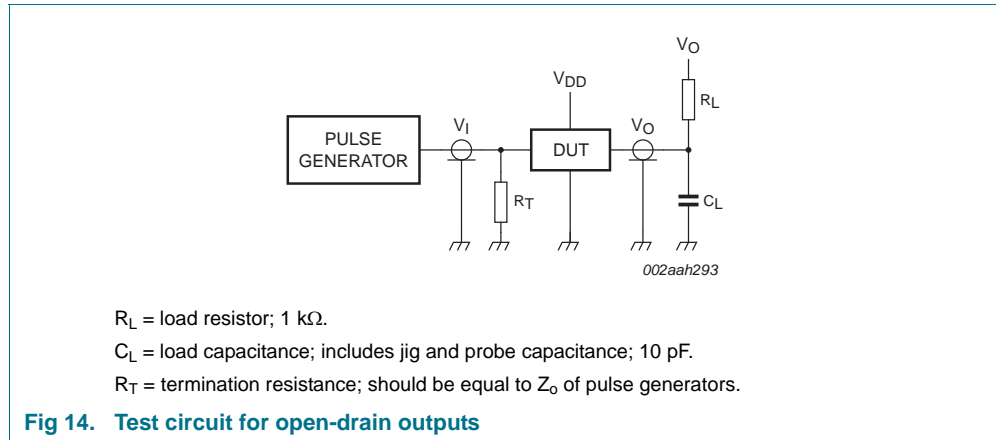 VO
RL
VDD
VI
VO
PULSE
GENERATOR
DUT
RT
CL
002aah293
RL = load resistor; 1 kΩ.
CL = load capacitance; includes jig and probe capacitance; 10 pF.
RT = termination resistance; should be equal to Zo of pulse generators.
Fig 14. Test circuit for open-drain outputs